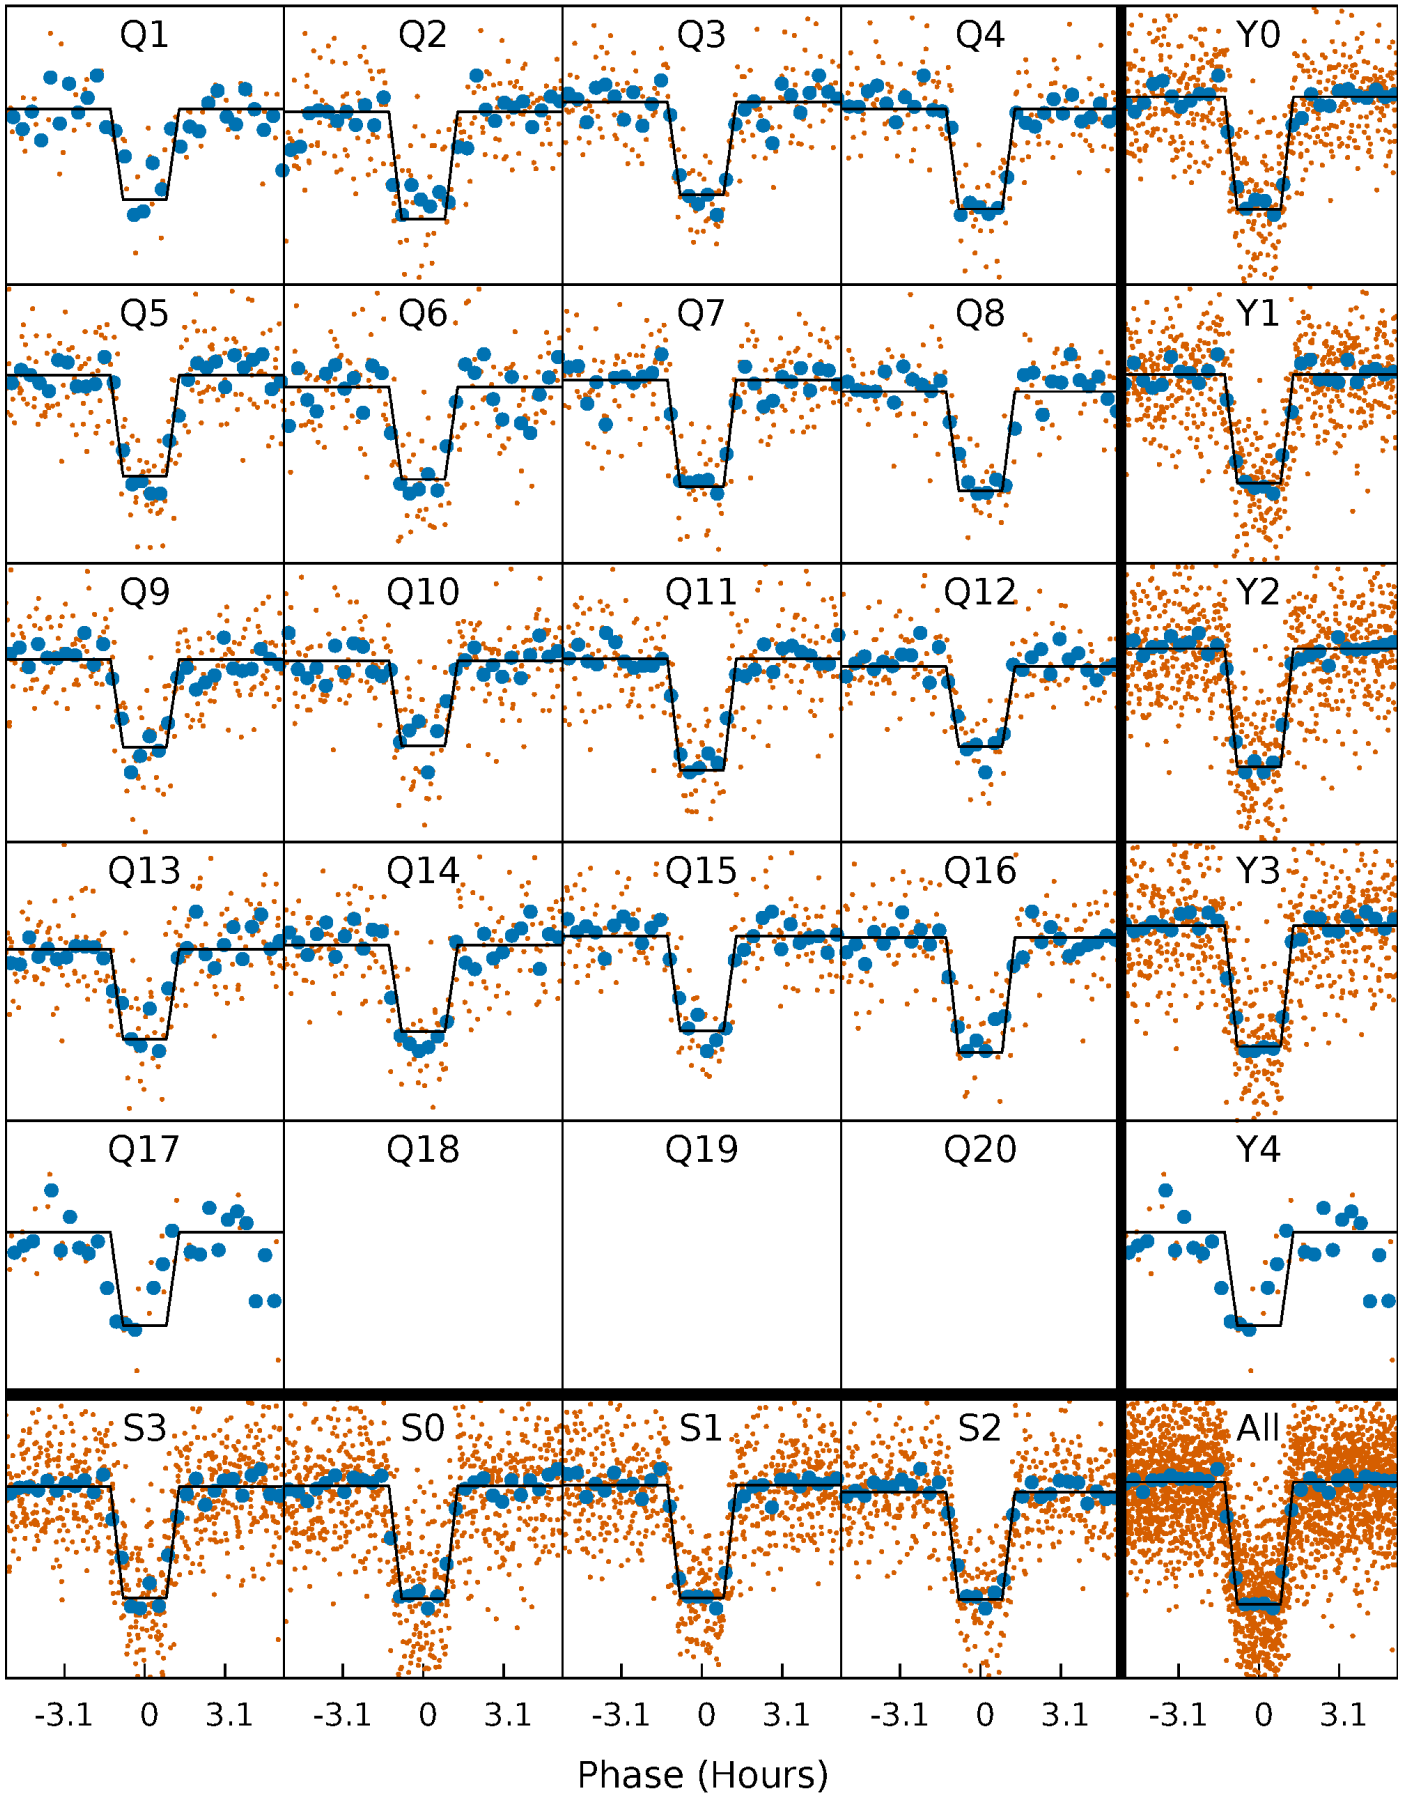 Q1 Q2 Q3 Q4 Y0
Q5 Q6 Q7 Q8 Y1
Q9 Q10 Q11 Q12 Y2
Q13 Q14 Q15 Q16 Y3
Q17 Q18 Q19 Q20 Y4
S3 S0 S1 S2 All
-3.1 0 3.1 -3.1 0 3.1 -3.1 0 3.1 -3.1 0 3.1 -3.1 0 3.1
Phase (Hours)